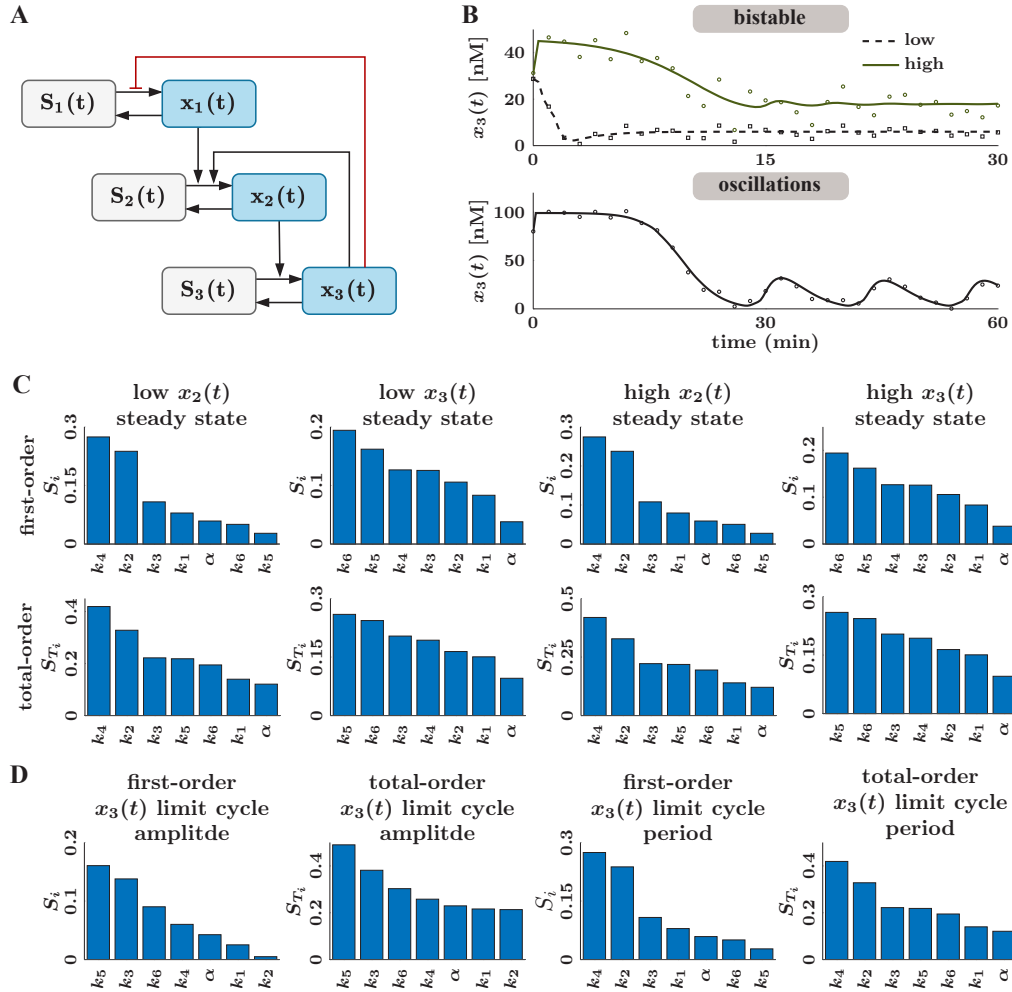 A
S1(t)
x1(t)
S2(t)
x2(t)
S3(t)
x3(t)
B
bistable
x3(t) [nM]
40
20
0
0
15
30
low
high
oscillations
x3(t) [nM]
100
50
0
0
30
60
time (min)
C
low x2(t)
steady state
low x3(t)
steady state
high x2(t)
steady state
high x3(t)
steady state
first-order
Si
0.3
0.15
0
k4 k2 k3 k1 α k6 k5
Si
0.2
0.1
0
k6 k5 k4 k3 k2 k1 α
Si
0.3
0.2
0.1
0
k4 k2 k3 k1 α k6 k5
Si
0.2
0.1
0
k6 k5 k4 k3 k2 k1 α
total-order
STi
0.4
0.2
0
k4 k2 k3 k5 k6 k1 α
STi
0.3
0.15
0
k5 k6 k3 k4 k2 k1 α
STi
0.5
0.25
0
k4 k2 k3 k5 k6 k1 α
STi
0.3
0.15
0
k5 k6 k3 k4 k2 k1 α
D
first-order
x3(t) limit cycle
amplitde
total-order
x3(t) limit cycle
amplitde
first-order
x3(t) limit cycle
period
total-order
x3(t) limit cycle
period
Si
0.2
0.1
0
k5 k3 k6 k4 α k1 k2
STi
0.4
0.2
0
k5 k3 k6 k4 α k1 k2
Si
0.3
0.15
0
k4 k2 k3 k1 α k6 k5
STi
0.4
0.2
0
k4 k2 k3 k5 k6 k1 α